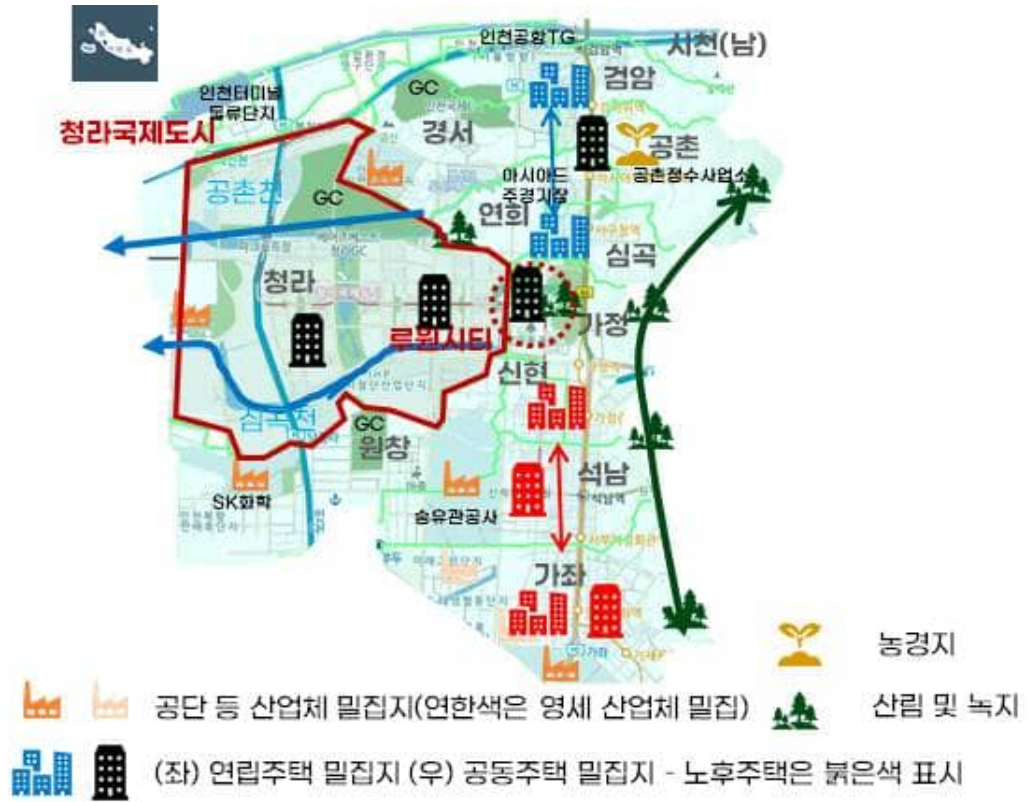 인천공항TG
시천(남)
검암
인천터미널
물류단지
GC
청라국제도시
경서
공촌
공촌정수사업소
아시아드
주경기장
공촌천
GC
연희
서구청역
심곡
청라
가정
루원시티
신현
심곡천
GC
원창
석남
석남역
SK화학
송유관공사
가좌
농경지
공단 등 산업체 밀집지(연한색은 영세 산업체 밀집)
산림 및 녹지
(좌) 연립주택 밀집지 (우) 공동주택 밀집지 - 노후주택은 붉은색 표시